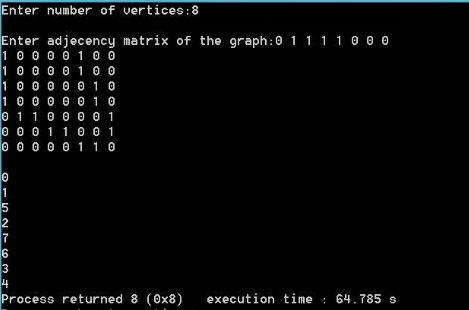 Enter number of vertices:8
Enter adjecency matrix of the graph:0 1 1 1 1 0 0 0
1 0 0 0 0 1 0 0
1 0 0 0 0 1 0 0
1 0 0 0 0 0 1 0
1 0 0 0 0 0 1 0
0 1 1 0 0 0 0 1
0 0 0 1 1 0 0 1
0 0 0 0 0 1 1 0
0
1
5
2
7
6
3
4
Process returned 8 (0x8)   execution time : 64.785 s